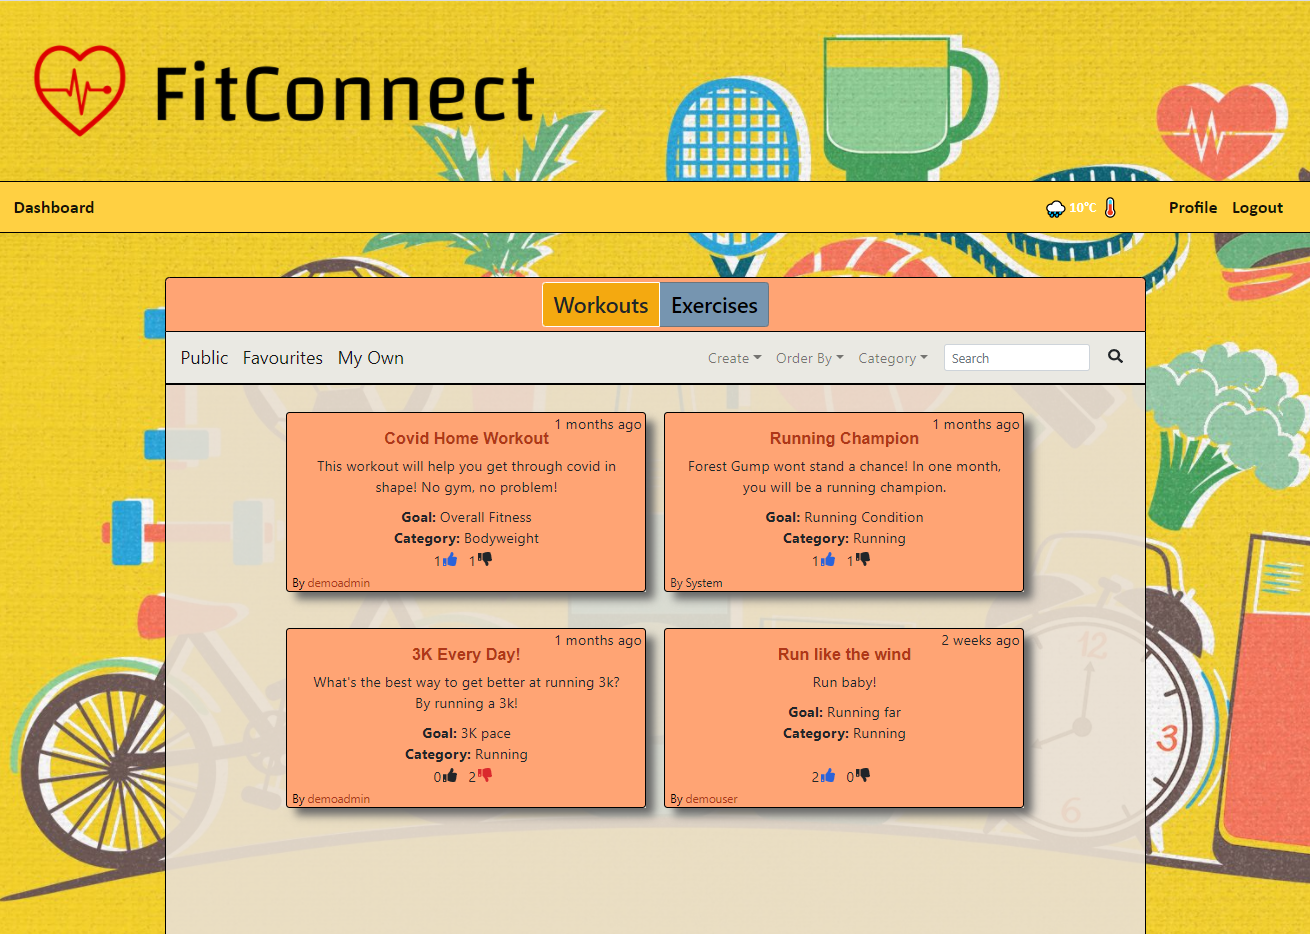 FitConnect
Dashboard
10°C
Profile Logout
Workouts Exercises
Public Favourites My Own
Create Order By Category Search
1 months ago
Covid Home Workout
This workout will help you get through covid in
shape! No gym, no problem!
Goal: Overall Fitness
Category: Bodyweight
1 1
By demoadmin
1 months ago
Running Champion
Forest Gump wont stand a chance! In one month,
you will be a running champion.
Goal: Running Condition
Category: Running
1 1
By System
1 months ago
3K Every Day!
What's the best way to get better at running 3k?
By running a 3k!
Goal: 3K pace
Category: Running
0 2
By demoadmin
2 weeks ago
Run like the wind
Run baby!
Goal: Running far
Category: Running
2 0
By demouser
12
3
6